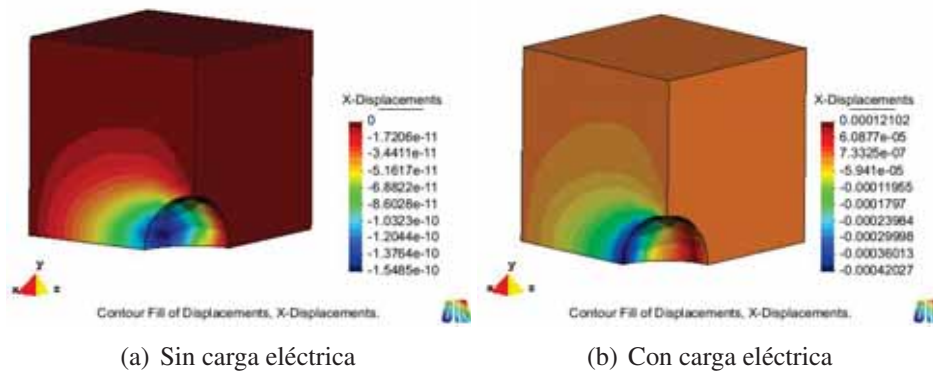 X-Displacements
0
-1.7206e-11
-3.4411e-11
-5.1617e-11
-6.8822e-11
-8.6028e-11
-1.0323e-10
-1.2044e-10
-1.3764e-10
-1.5485e-10
y
x z
Contour Fill of Displacements, X-Displacements.
(a) Sin carga eléctrica
X-Displacements
0.00012102
6.0877e-05
7.3325e-07
-5.941e-05
-0.00011955
-0.0001797
-0.00023984
-0.00029998
-0.00036013
-0.00042027
y
x z
Contour Fill of Displacements, X-Displacements.
(b) Con carga eléctrica